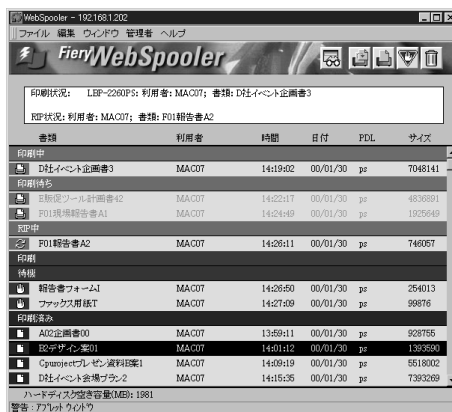 WebSpooler - 192.168.1.202
ファイル 編集 ウィンドウ 管理者 ヘルプ
Fiery WebSpooler
印刷状況: LBP-2260PS; 利用者: MAC07; 書類: D社イベント企画書3
RIP状況: 利用者: MAC07; 書類: F01報告書A2
書類 利用者 時間 日付 PDL サイズ
印刷中
D社イベント企画書3 MAC07 14:19:02 00/01/30 ps 7048141
印刷待ち
E販促ツール計画書42 MAC07 14:22:17 00/01/30 ps 4836891
F01現場報告書A1 MAC07 14:24:49 00/01/30 ps 1925649
RIP中
F01報告書A2 MAC07 14:26:11 00/01/30 ps 746057
印刷
待機
報告書フォームI MAC07 14:26:50 00/01/30 ps 254013
ファックス用紙T MAC07 14:27:09 00/01/30 ps 99876
印刷済み
A02企画書00 MAC07 13:59:11 00/01/30 ps 928755
B2デザイン案01 MAC07 14:01:12 00/01/30 ps 1393590
Cprojectプレゼン資料E案1 MAC07 14:09:19 00/01/30 ps 5518002
D社イベント会場プラン2 MAC07 14:15:35 00/01/30 ps 7393269
ハードディスク空き容量(MB): 1981
警告 : アプレット ウィンドウ